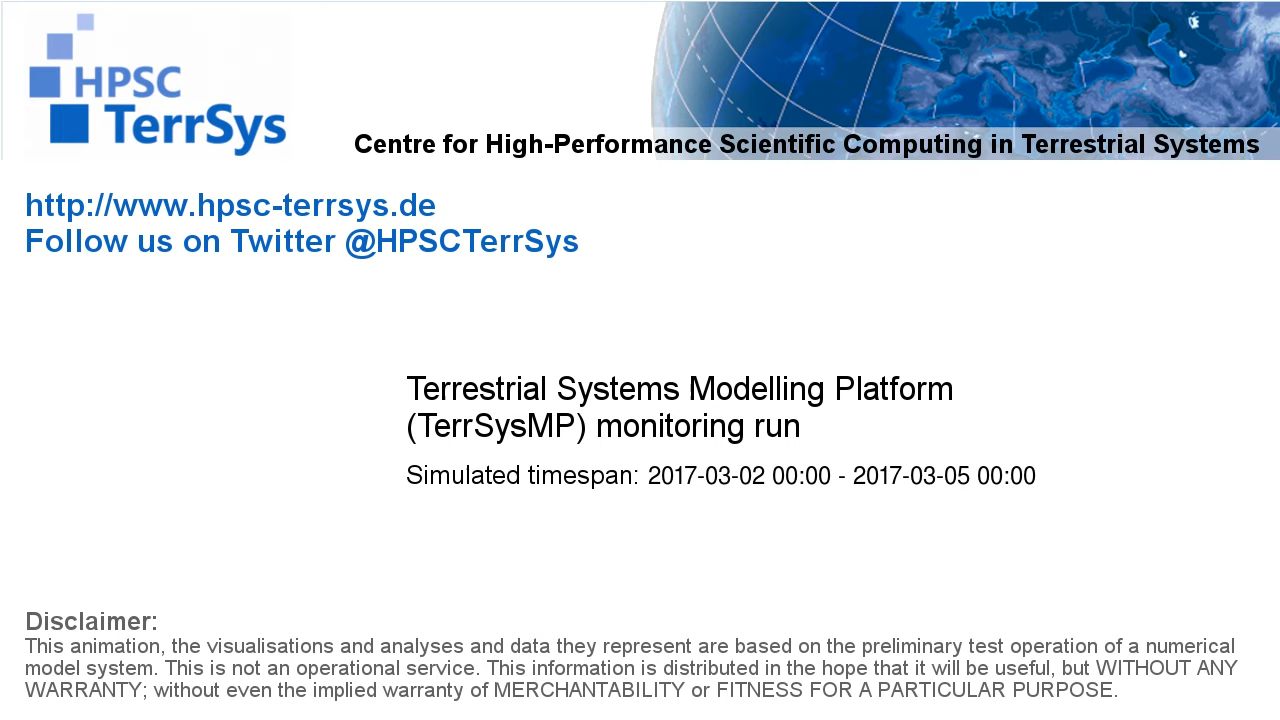 HPSC
TerrSys
Centre for High-Performance Scientific Computing in Terrestrial Systems
http://www.hpsc-terrsys.de
Follow us on Twitter @HPSCTerrSys
Terrestrial Systems Modelling Platform
(TerrSysMP) monitoring run
Simulated timespan: 2017-03-02 00:00 - 2017-03-05 00:00
Disclaimer:
This animation, the visualisations and analyses and data they represent are based on the preliminary test operation of a numerical
model system. This is not an operational service. This information is distributed in the hope that it will be useful, but WITHOUT ANY
WARRANTY; without even the implied warranty of MERCHANTABILITY or FITNESS FOR A PARTICULAR PURPOSE.